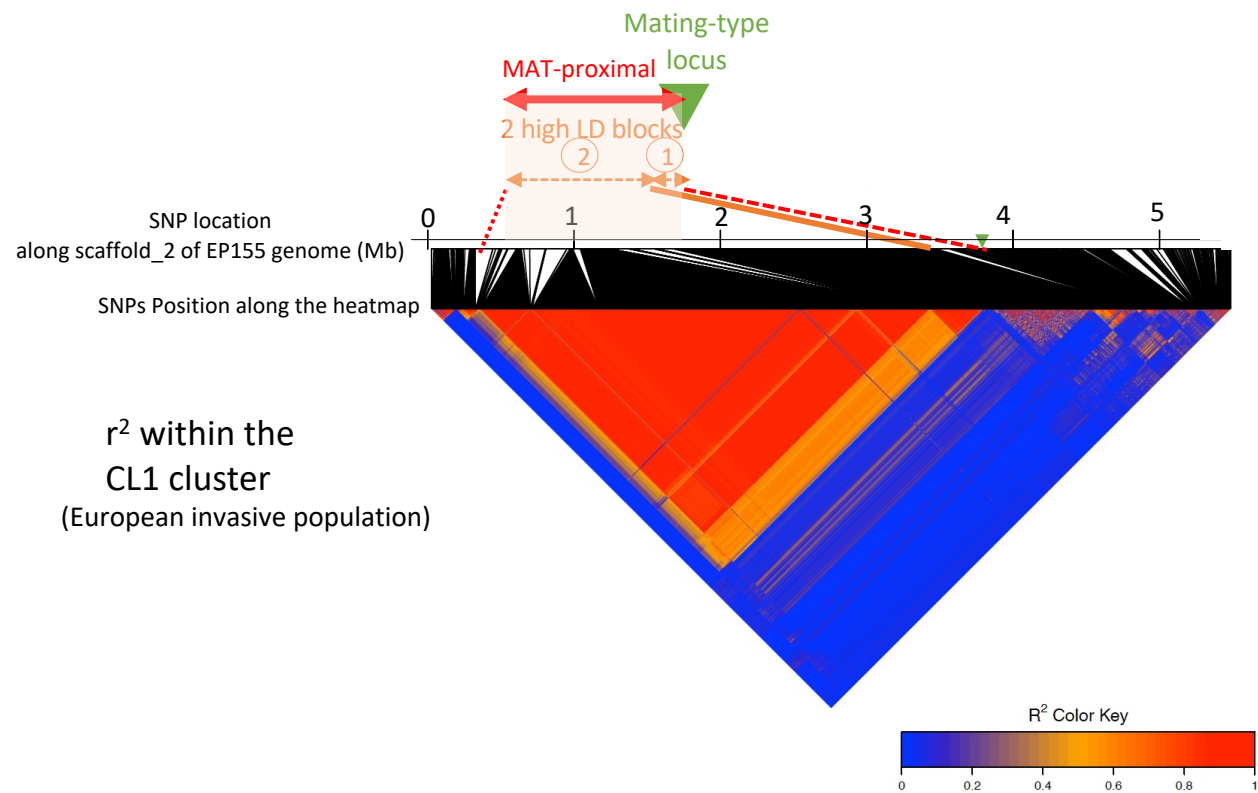 Mating-type
locus
MAT-proximal
2 high LD blocks
2 1
SNP location
along scaffold_2 of EP155 genome (Mb)
0 1 2 3 4 5
SNPs Position along the heatmap
r² within the
CL1 cluster
(European invasive population)
R² Color Key
0 0.2 0.4 0.6 0.8 1